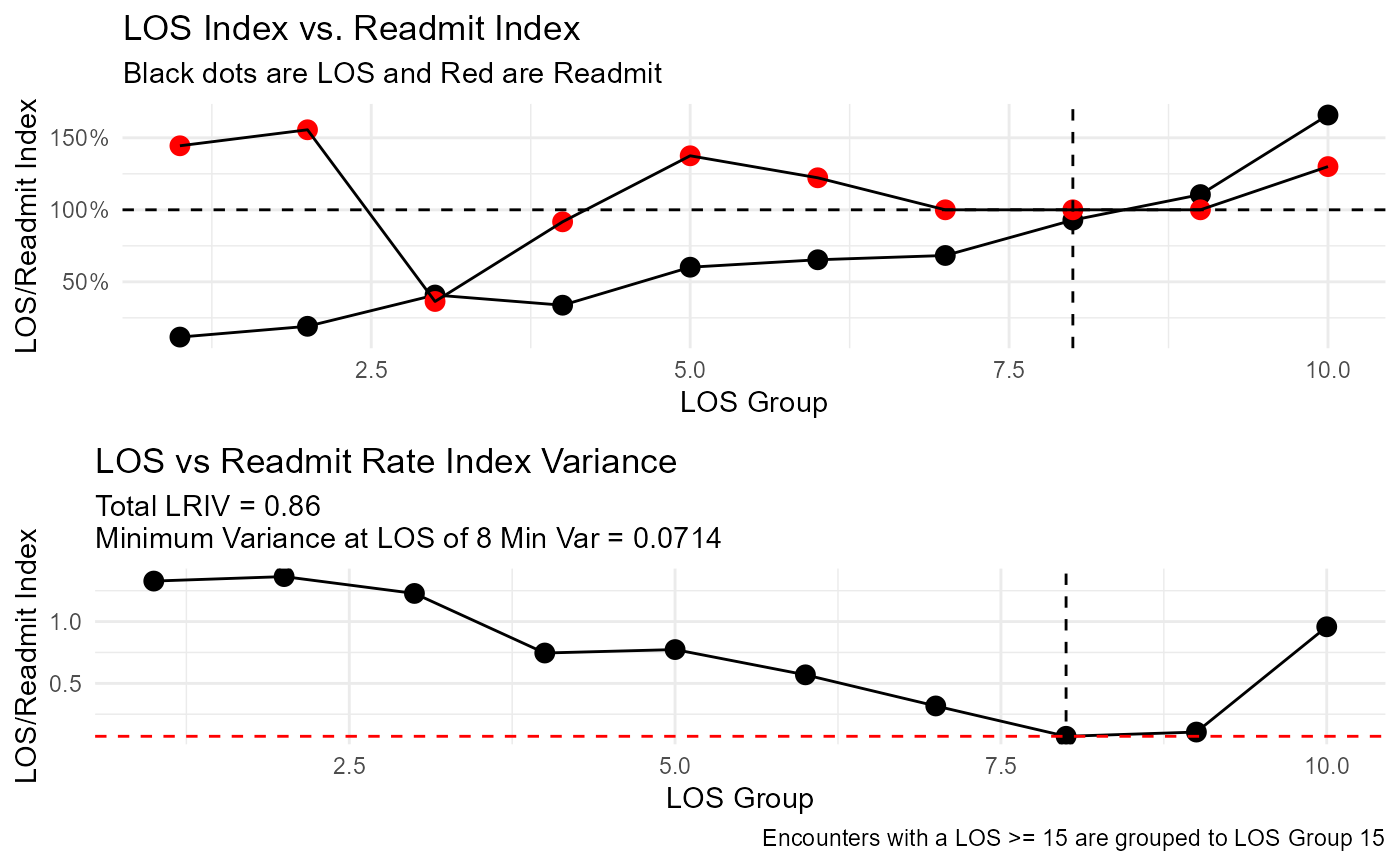 LOS Index vs. Readmit Index
Black dots are LOS and Red are Readmit
LOS/Readmit Index
150%
100%
50%
2.5 5.0 7.5 10.0
LOS Group
LOS vs Readmit Rate Index Variance
Total LRIV = 0.86
Minimum Variance at LOS of 8 Min Var = 0.0714
LOS/Readmit Index
1.0
0.5
2.5 5.0 7.5 10.0
LOS Group
Encounters with a LOS >= 15 are grouped to LOS Group 15